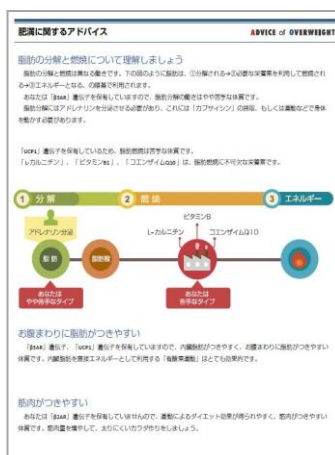 肥満に関するアドバイス
ADVICE of OVERWEIGHT
脂肪の分解と燃焼について理解しましょう
脂肪の分解と燃焼は異なる働きです。下の図のように脂肪は、①分解される→②必要な栄養素を利用して燃焼され
る→③エネルギーとなる、の順番で利用されます。
あなたは「β3AR」遺伝子を保有していますので、脂肪分解の働きはやや苦手な体質です。
脂肪分解にはアドレナリンを分泌させる必要があり、これには「カプサイシン」の摂取、もしくは運動などで身体
を動かす必要があります。
「UCP1」遺伝子を保有しているため、脂肪燃焼は苦手な体質です。
「L-カルニチン」、「ビタミンB1」、「コエンザイムQ10」は、脂肪燃焼に不可欠な栄養素です。
1 分解
2 燃焼
3 エネルギー
アドレナリン分泌
ビタミンB
L-カルニチン
コエンザイムQ10
脂肪
脂肪酸
あなたは
やや苦手なタイプ
あなたは
苦手なタイプ
お腹まわりに脂肪がつきやすい
「β3AR」遺伝子、「UCP1」遺伝子を保有していますので、内臓脂肪がつきやすく、お腹まわりに脂肪がつきやすい
体質です。内臓脂肪を直接エネルギーとして利用する「有酸素運動」はとても効果的です。
筋肉がつきやすい
あなたは「β2AR」遺伝子を保有していませんので、運動によるダイエット効果が得られやすく、筋肉がつきやすい
体質です。筋肉量を増やして、太りにくいカラダ作りをしましょう。